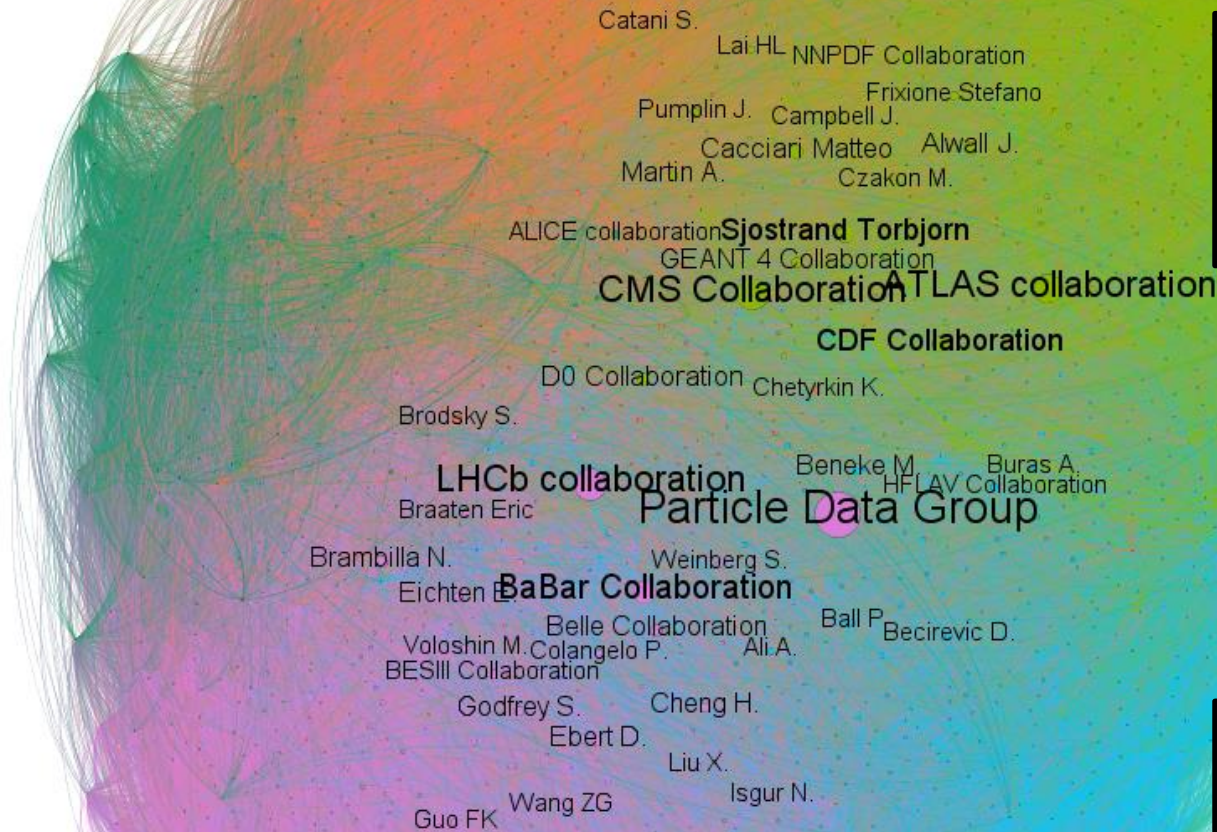 Catani S.
Lai HL
NNPDF Collaboration
Frixione Stefano
Pumplin J.
Campbell J.
Cacciari Matteo
Alwall J.
Martin A.
Czakon M.
ALICE collaboration
Sjostrand Torbjorn
GEANT 4 Collaboration
CMS Collaboration
ATLAS collaboration
CDF Collaboration
D0 Collaboration
Chetyrkin K.
Brodsky S.
Beneke M.
Buras A.
LHCb collaboration
HFLAV Collaboration
Braaten Eric
Particle Data Group
Brambilla N.
Weinberg S.
Eichten E.
BaBar Collaboration
Belle Collaboration
Ball P.
Becirevic D.
Voloshin M.
Colangelo P.
Ali A.
BESIII Collaboration
Godfrey S.
Cheng H.
Ebert D.
Liu X.
Isgur N.
Wang ZG
Guo FK